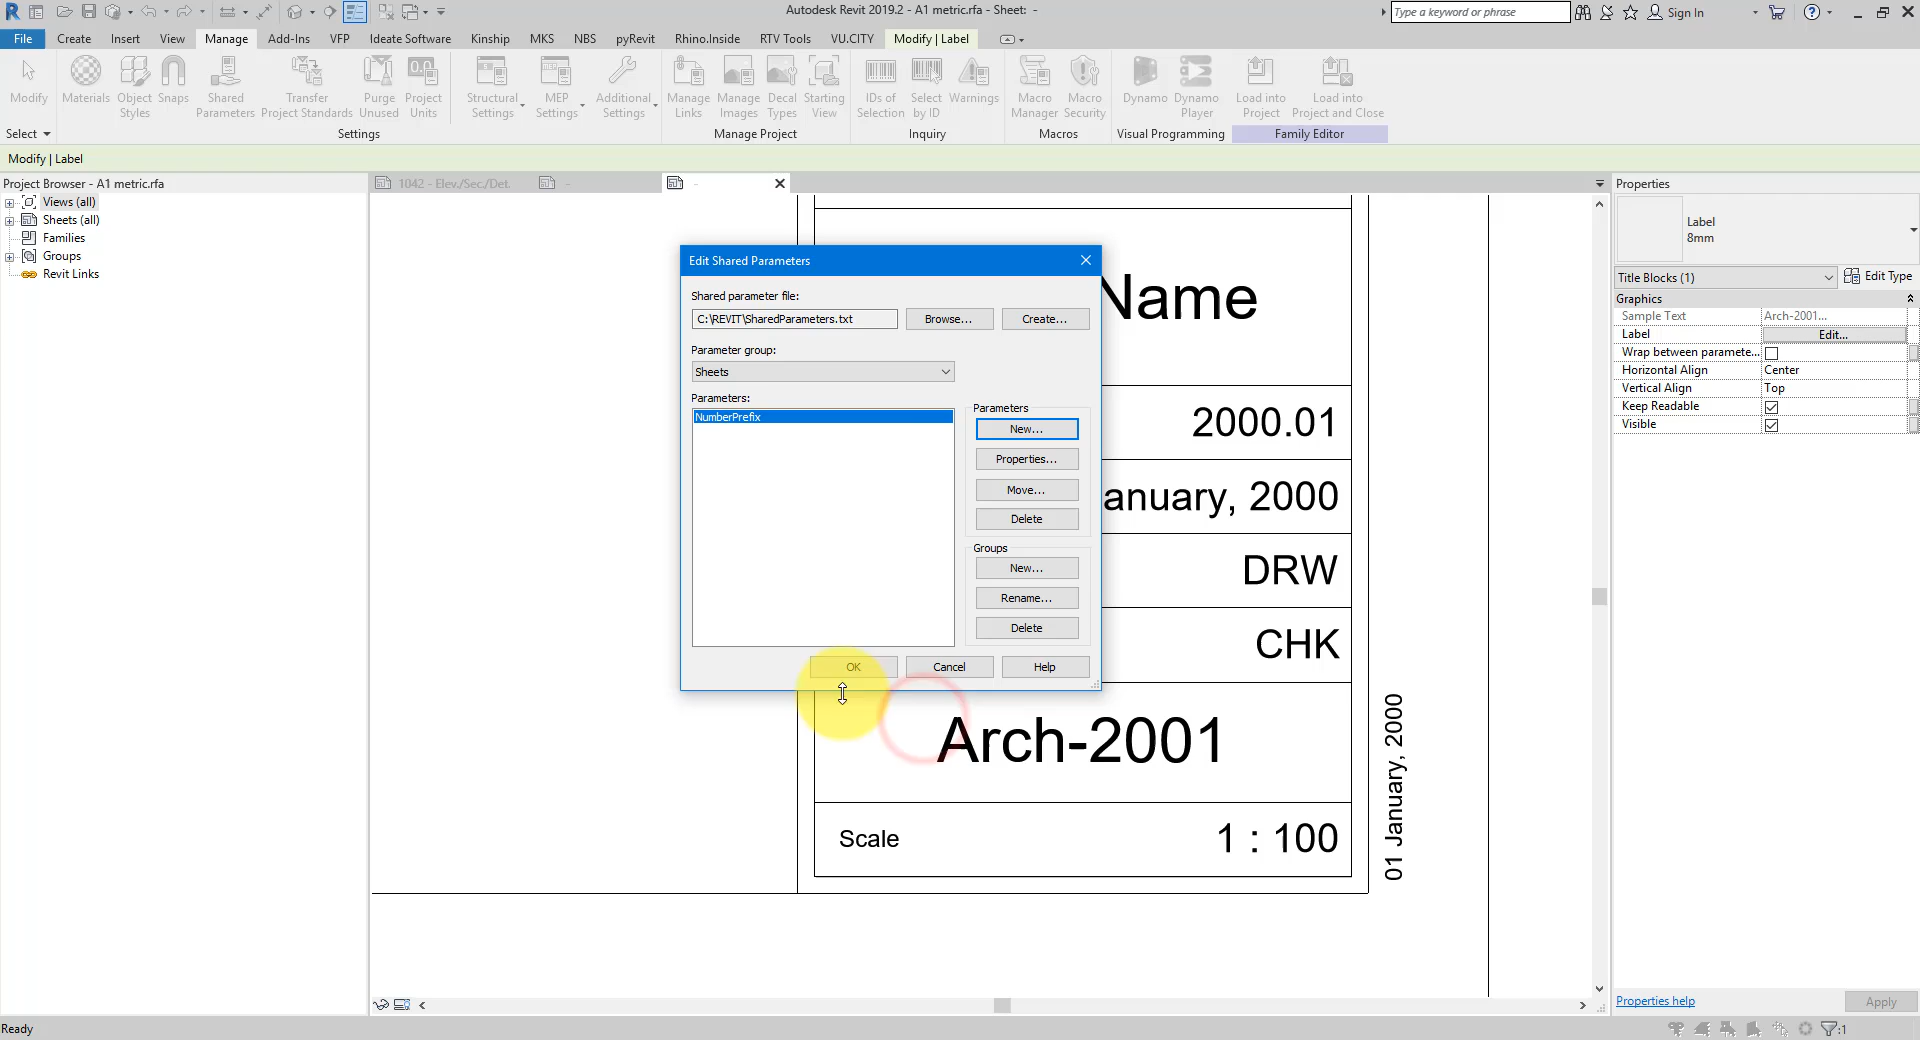 Autodesk Revit 2019.2 - A1 metric.rfa - Sheet: -
Type a keyword or phrase
Sign In
File Create Insert View Manage Add-Ins VFP Ideate Software Kinship MKS NBS pyRevit Rhino.Inside RTV Tools VU.CITY Modify | Label
Modify
Materials
Object Styles
Snaps
Shared Parameters
Transfer Project Standards
Purge Unused
Project Units
Structural Settings
MEP Settings
Additional Settings
Manage Links
Manage Images
Decal Types
Starting View
IDs of Selection
Select by ID
Warnings
Macro Manager
Macro Security
Dynamo
Dynamo Player
Load into Project
Load into Project and Close
Select
Settings
Manage Project
Inquiry
Macros
Visual Programming
Family Editor
Modify | Label
Project Browser - A1 metric.rfa
Views (all)
Sheets (all)
Families
Groups
Revit Links
1042 - Elev./Sec./Det.
-
-
Edit Shared Parameters
Shared parameter file:
C:\REVIT\SharedParameters.txt
Browse...
Create...
Parameter group:
Sheets
Parameters:
NumberPrefix
Parameters
New...
Properties...
Move...
Delete
Groups
New...
Rename...
Delete
OK
Cancel
Help
Name
2000.01
anuary, 2000
DRW
CHK
Arch-2001
Scale
1 : 100
01 January, 2000
Properties
Label
8mm
Title Blocks (1)
Edit Type
Graphics
Sample Text Arch-2001...
Label Edit...
Wrap between paramete...
Horizontal Align Center
Vertical Align Top
Keep Readable
Visible
Properties help
Apply
Ready
:1